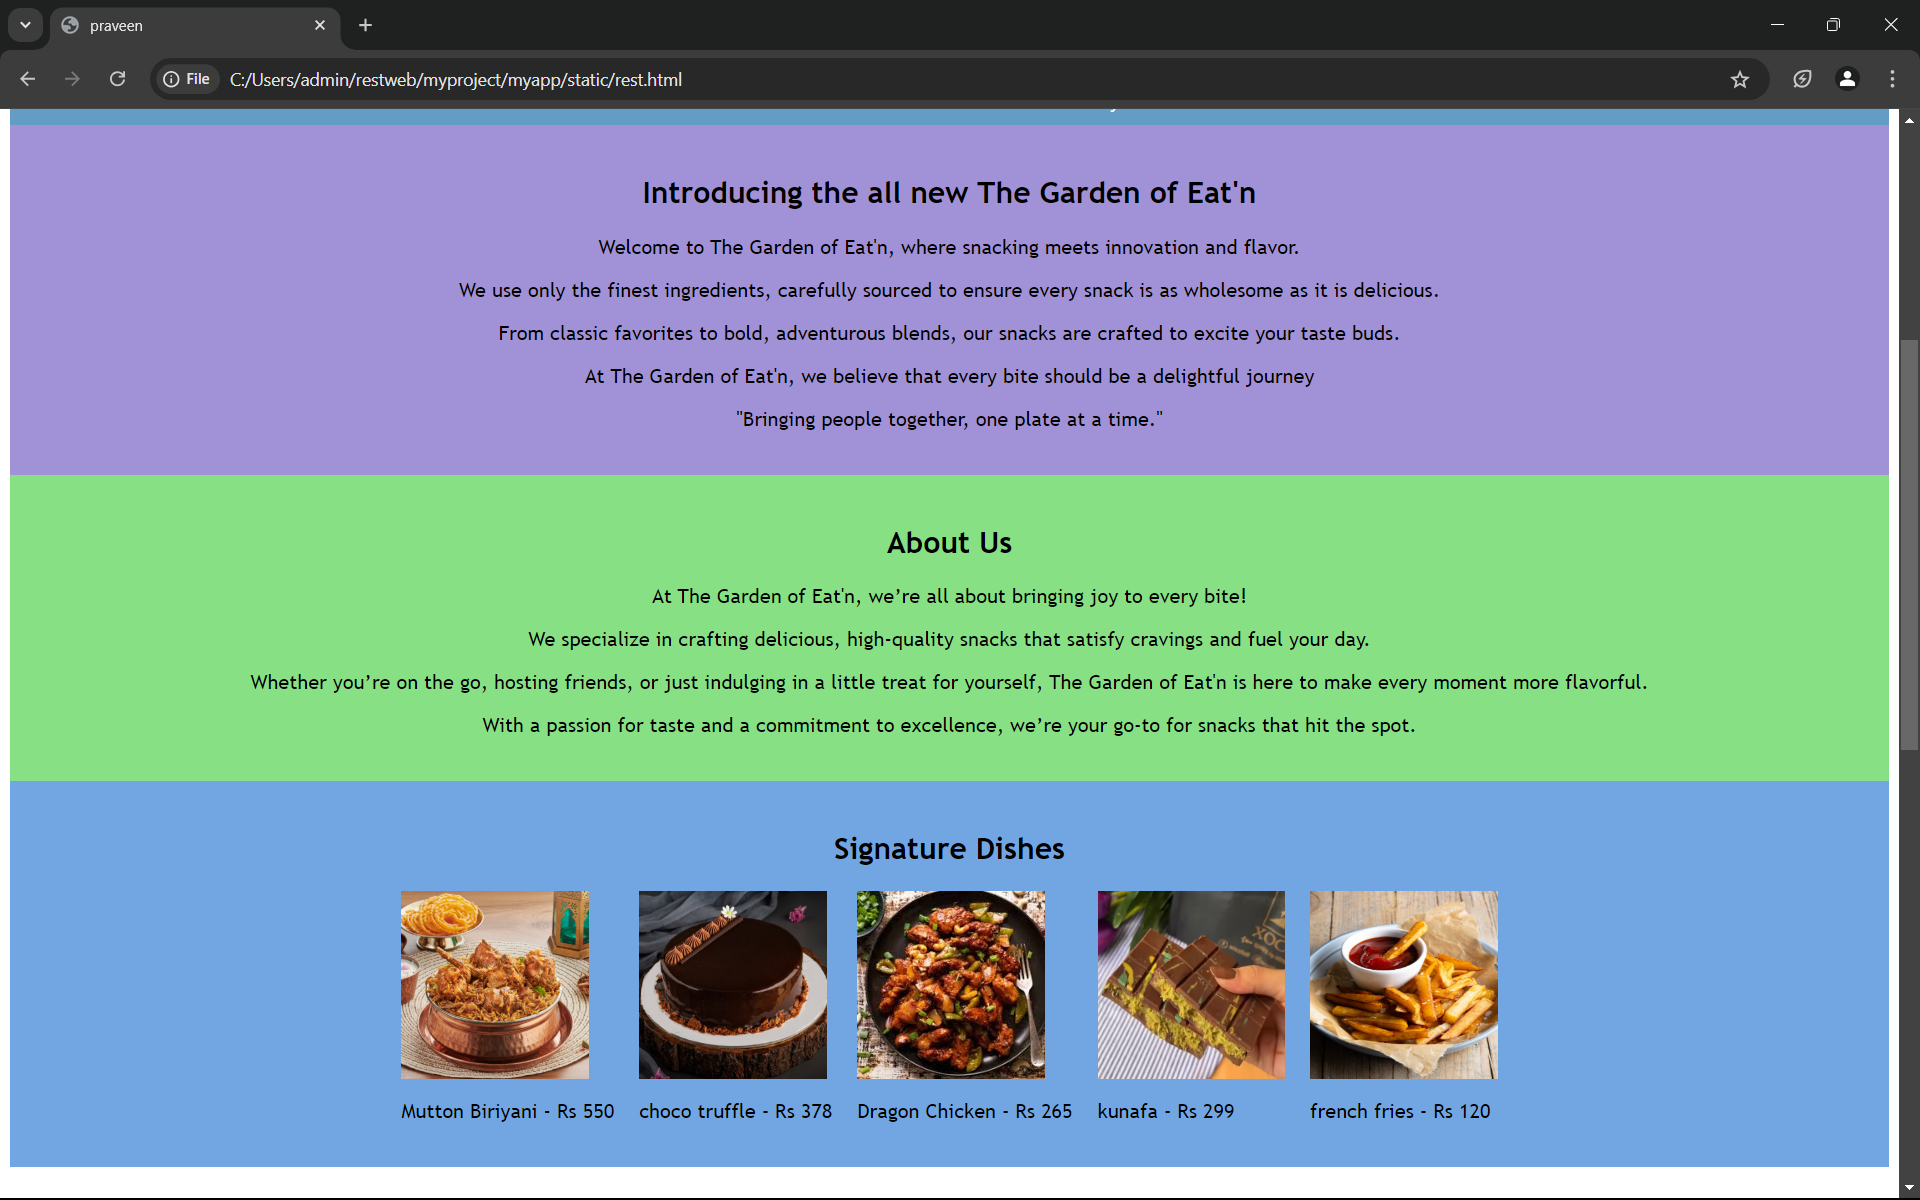 praveen
File C:/Users/admin/restweb/myproject/myapp/static/rest.html
Introducing the all new The Garden of Eat'n
Welcome to The Garden of Eat'n, where snacking meets innovation and flavor.
We use only the finest ingredients, carefully sourced to ensure every snack is as wholesome as it is delicious.
From classic favorites to bold, adventurous blends, our snacks are crafted to excite your taste buds.
At The Garden of Eat'n, we believe that every bite should be a delightful journey
"Bringing people together, one plate at a time."
About Us
At The Garden of Eat'n, we’re all about bringing joy to every bite!
We specialize in crafting delicious, high-quality snacks that satisfy cravings and fuel your day.
Whether you’re on the go, hosting friends, or just indulging in a little treat for yourself, The Garden of Eat'n is here to make every moment more flavorful.
With a passion for taste and a commitment to excellence, we’re your go-to for snacks that hit the spot.
Signature Dishes
Mutton Biriyani - Rs 550
choco truffle - Rs 378
Dragon Chicken - Rs 265
kunafa - Rs 299
french fries - Rs 120